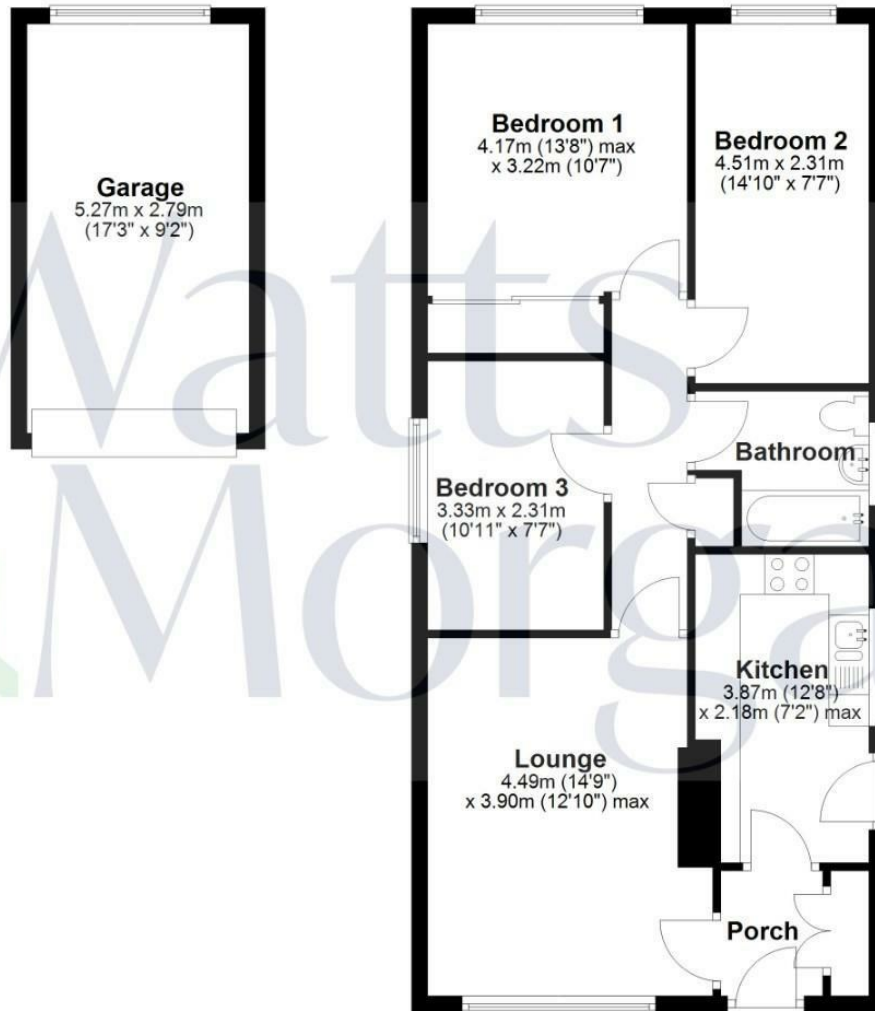 Garage
5.27m x 2.79m
(17'3" x 9'2")
Bedroom 1
4.17m (13'8") max
x 3.22m (10'7")
Bedroom 2
4.51m x 2.31m
(14'10" x 7'7")
Bathroom
Bedroom 3
3.33m x 2.31m
(10'11" x 7'7")
Kitchen
3.87m (12'8")
x 2.18m (7'2") max
Lounge
4.49m (14'9")
x 3.90m (12'10") max
Porch
Watts
Morga